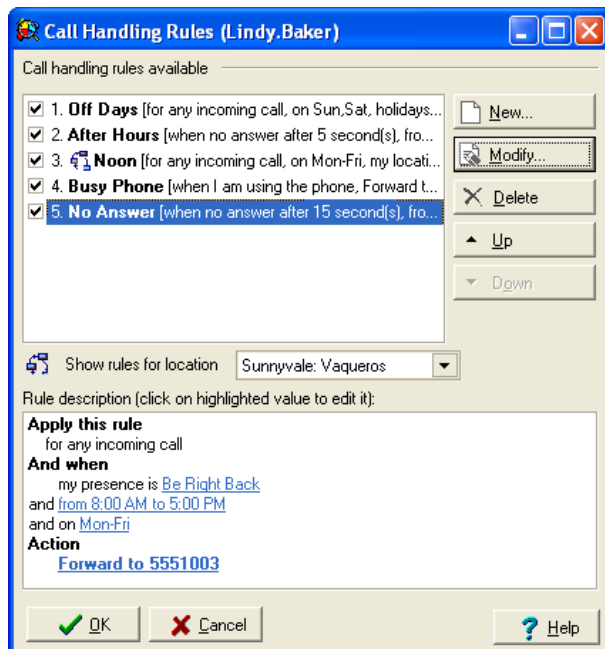 Call Handling Rules (Lindy.Baker)
Call handling rules available
1. Off Days [for any incoming call, on Sun,Sat, holidays...
2. After Hours [when no answer after 5 second(s), fro...
3. Noon [for any incoming call, on Mon-Fri, my locati...
4. Busy Phone [when I am using the phone, Forward t...
5. No Answer [when no answer after 15 second(s), fro...
New...
Modify...
Delete
Up
Down
Show rules for location
Sunnyvale: Vaqueros
Rule description (click on highlighted value to edit it):
Apply this rule
for any incoming call
And when
my presence is Be Right Back
and from 8:00 AM to 5:00 PM
and on Mon-Fri
Action
Forward to 5551003
OK
Cancel
Help